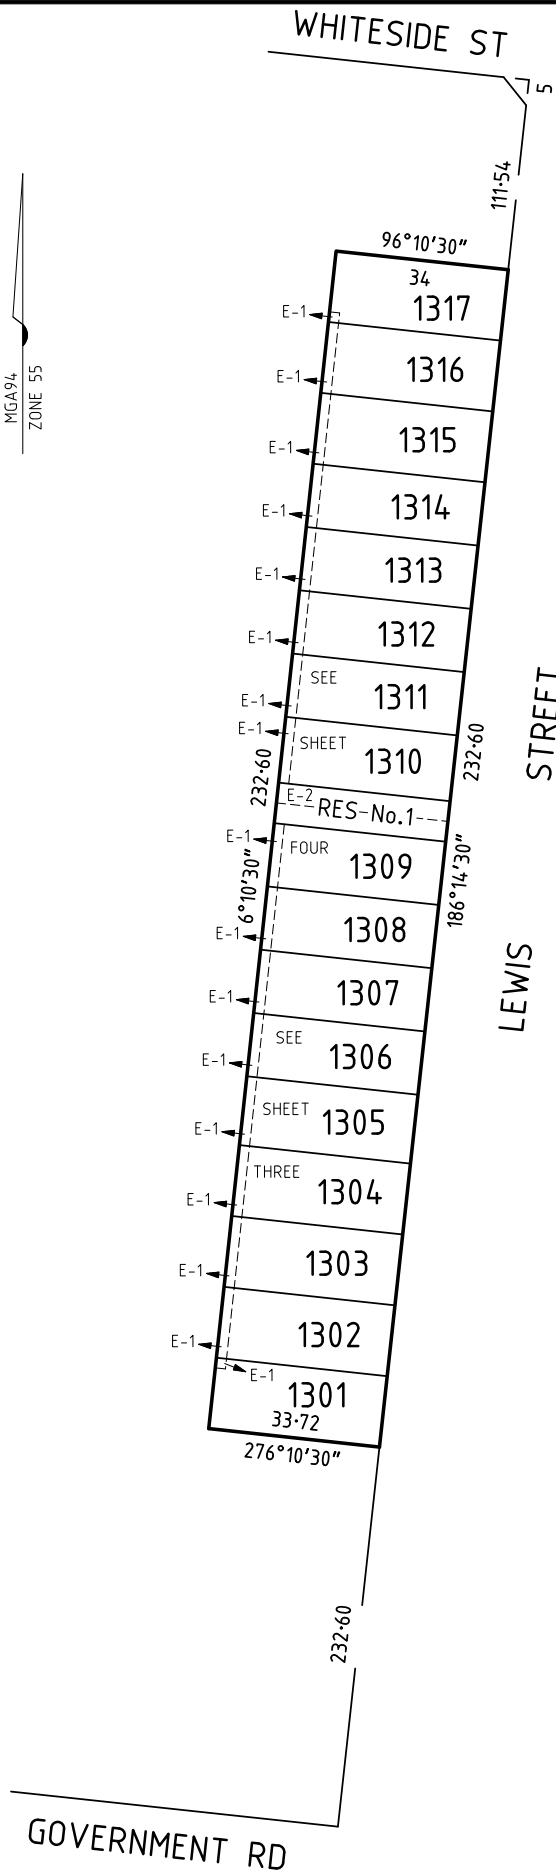 WHITESIDE ST
5
111·54
MGA94
ZONE 55
96°10'30"
34
1317
E-1
1316
E-1
1315
E-1
1314
E-1
1313
E-1
1312
E-1
SEE
1311
E-1
E-1
SHEET
1310
232·60
232·60
STREET
E-2
RES-No.1
E-1
FOUR
1309
6°10'30"
186°14'30"
1308
E-1
LEWIS
1307
E-1
SEE
1306
E-1
SHEET
1305
E-1
THREE
1304
E-1
1303
E-1
1302
E-1
E-1
1301
33·72
276°10'30"
232·60
GOVERNMENT RD